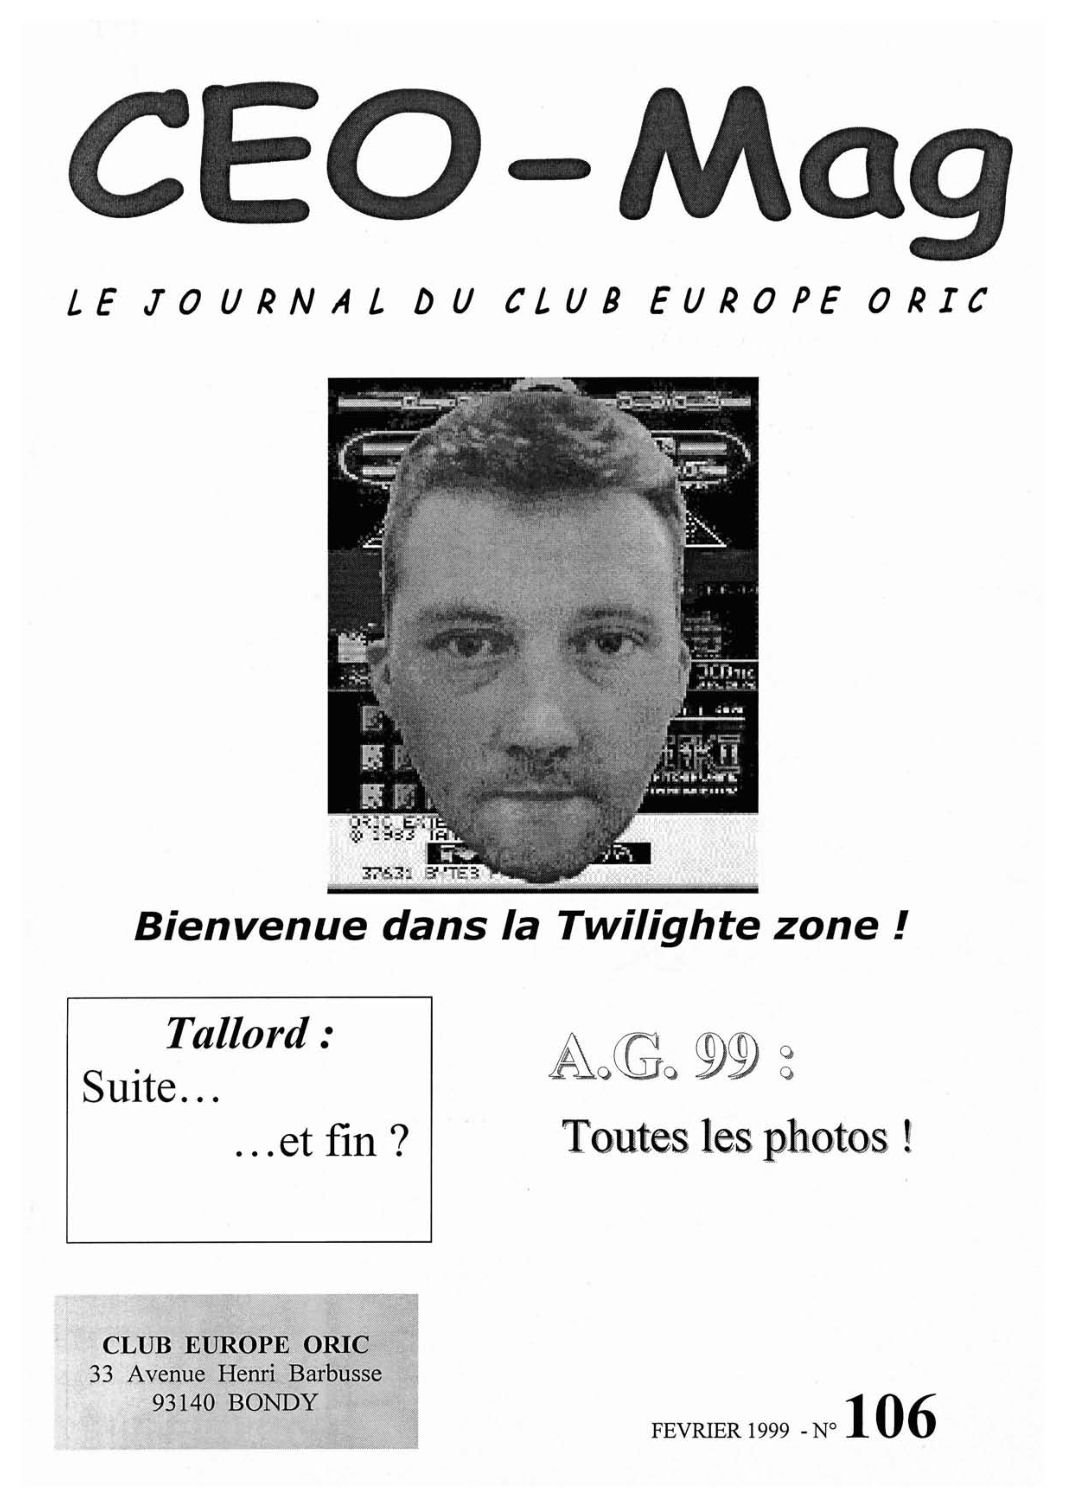 CEO-Mag
LE JOURNAL DU CLUB EUROPE ORIC
ORIC EXTE
© 1983 TAN
37631 BYTES F
Bienvenue dans la Twilighte zone !
Tallord :
Suite...
...et fin ?
A.G. 99 :
Toutes les photos !
CLUB EUROPE ORIC
33 Avenue Henri Barbusse
93140 BONDY
FEVRIER 1999 - N° 106